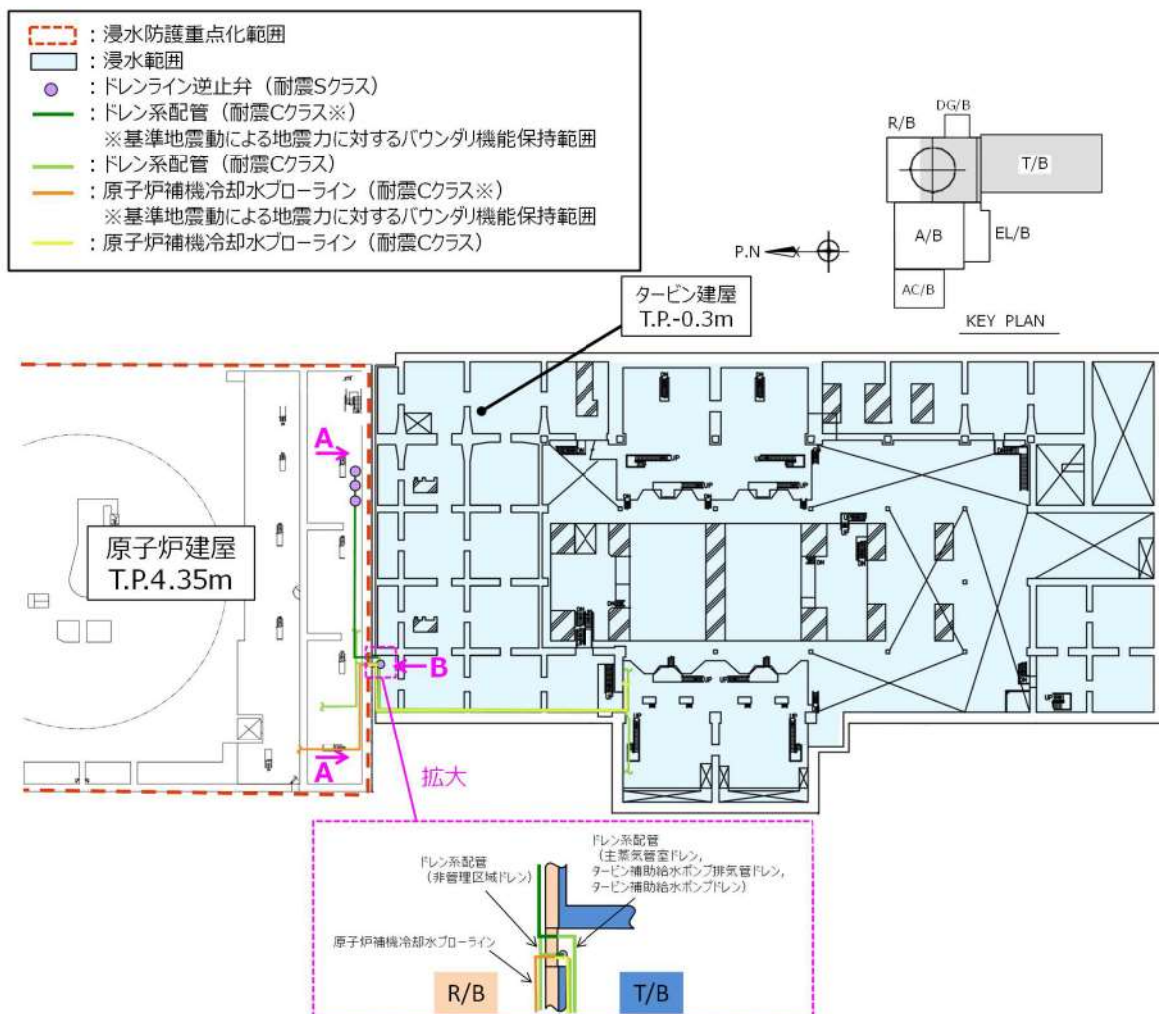 ：浸水防護重点化範囲
：浸水範囲
：ドレンライン逆止弁（耐震Sクラス）
：ドレン系配管（耐震Cクラス※）
※基準地震動による地震力に対するバウンダリ機能保持範囲
：ドレン系配管（耐震Cクラス）
：原子炉補機冷却水ブローライン（耐震Cクラス※）
※基準地震動による地震力に対するバウンダリ機能保持範囲
：原子炉補機冷却水ブローライン（耐震Cクラス）
DG/B
R/B
T/B
A/B
EL/B
AC/B
P.N
KEY PLAN
タービン建屋
T.P.-0.3m
A
原子炉建屋
T.P.4.35m
B
A
拡大
ドレン系配管
（非管理区域ドレン）
ドレン系配管
（主蒸気管室ドレン,
タービン補助給水ポンプ排気管ドレン,
タービン補助給水ポンプドレン）
原子炉補機冷却水ブローライン
R/B
T/B